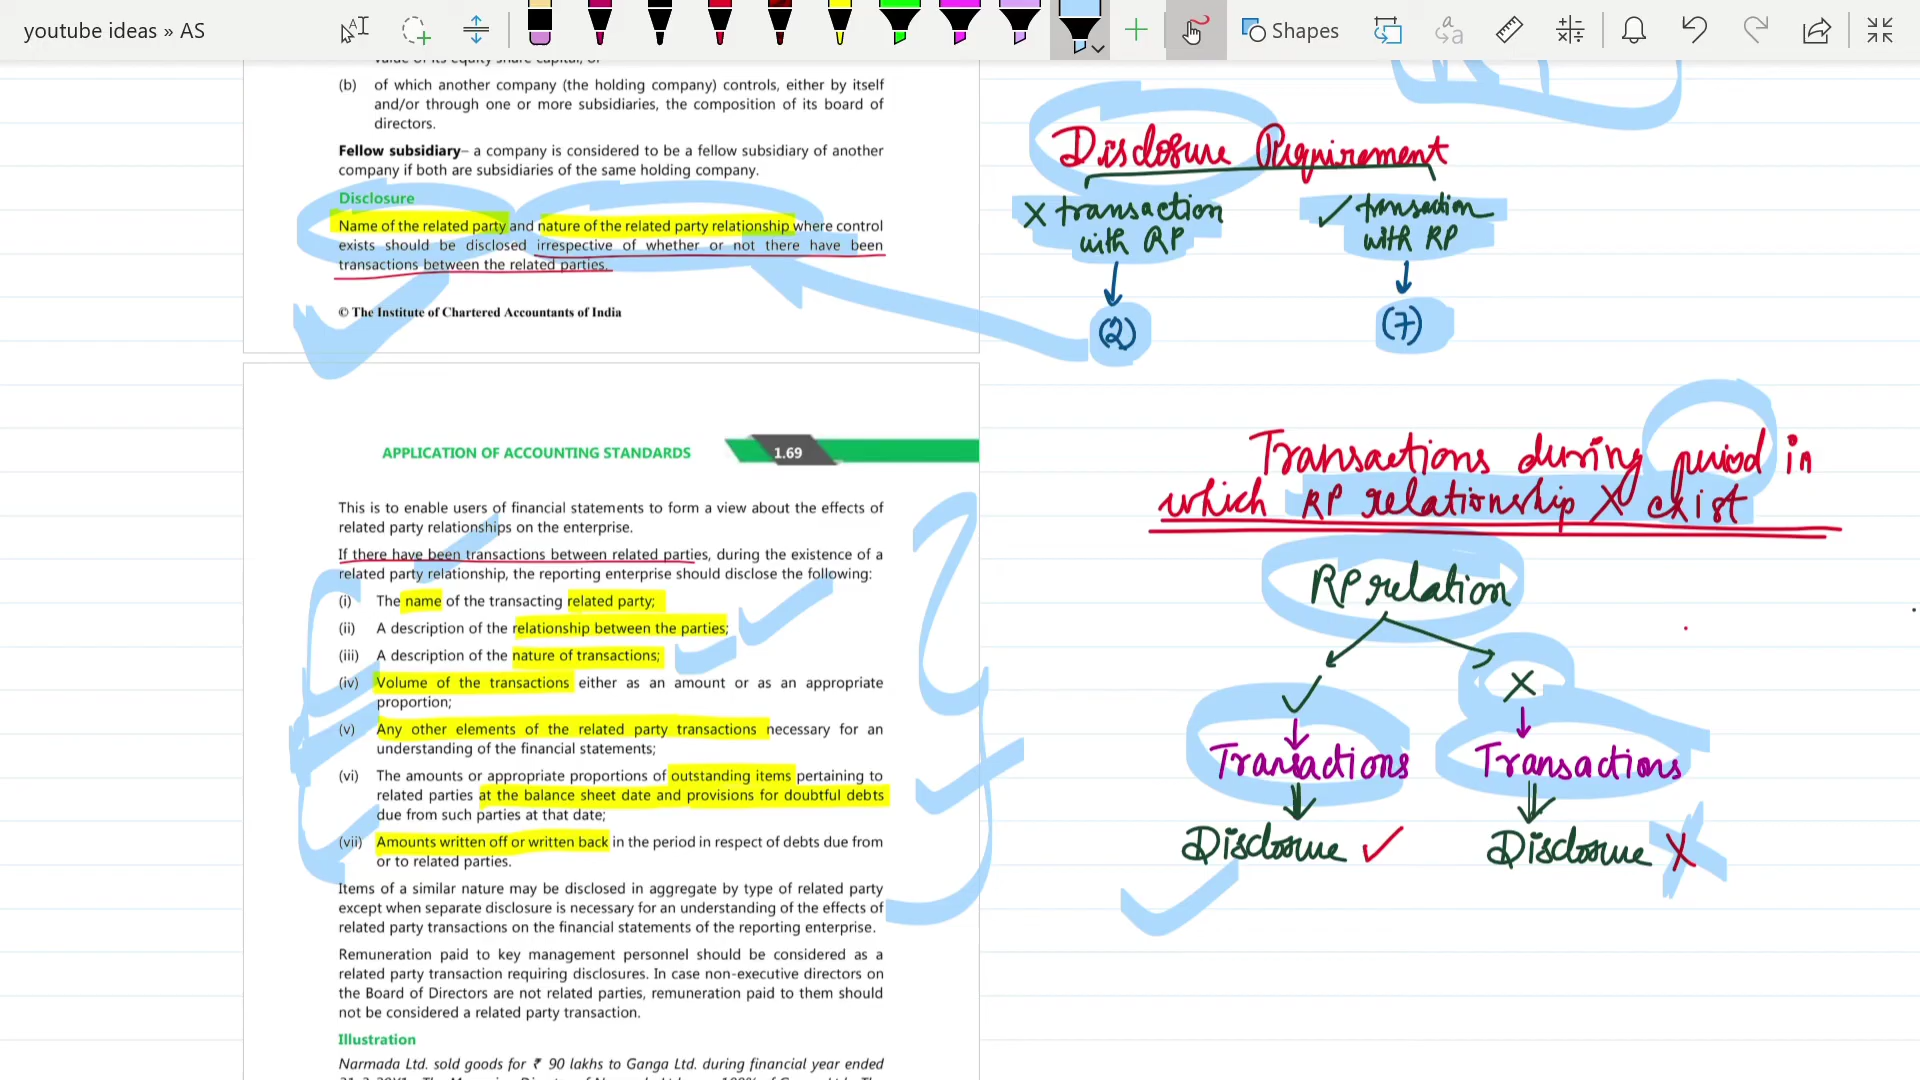 youtube ideas » AS
Shapes
(b) of which another company (the holding company) controls, either by itself
and/or through one or more subsidiaries, the composition of its board of
directors.
Fellow subsidiary– a company is considered to be a fellow subsidiary of another
company if both are subsidiaries of the same holding company.
Disclosure
Name of the related party and nature of the related party relationship where control
exists should be disclosed irrespective of whether or not there have been
transactions between the related parties.
© The Institute of Chartered Accountants of India
APPLICATION OF ACCOUNTING STANDARDS 1.69
This is to enable users of financial statements to form a view about the effects of
related party relationships on the enterprise.
If there have been transactions between related parties, during the existence of a
related party relationship, the reporting enterprise should disclose the following:
(i) The name of the transacting related party;
(ii) A description of the relationship between the parties;
(iii) A description of the nature of transactions;
(iv) Volume of the transactions either as an amount or as an appropriate
proportion;
(v) Any other elements of the related party transactions necessary for an
understanding of the financial statements;
(vi) The amounts or appropriate proportions of outstanding items pertaining to
related parties at the balance sheet date and provisions for doubtful debts
due from such parties at that date;
(vii) Amounts written off or written back in the period in respect of debts due from
or to related parties.
Items of a similar nature may be disclosed in aggregate by type of related party
except when separate disclosure is necessary for an understanding of the effects of
related party transactions on the financial statements of the reporting enterprise.
Remuneration paid to key management personnel should be considered as a
related party transaction requiring disclosures. In case non-executive directors on
the Board of Directors are not related parties, remuneration paid to them should
not be considered a related party transaction.
Illustration
Narmada Ltd. sold goods for ₹ 90 lakhs to Ganga Ltd. during financial year ended
Disclosure Requirement
X transaction
with RP
✓ transaction
with RP
(2)
(7)
Transactions during period in
which RP relationship X exist
RP relation
✓
X
Transactions
Transactions
Disclosure ✓
Disclosure X